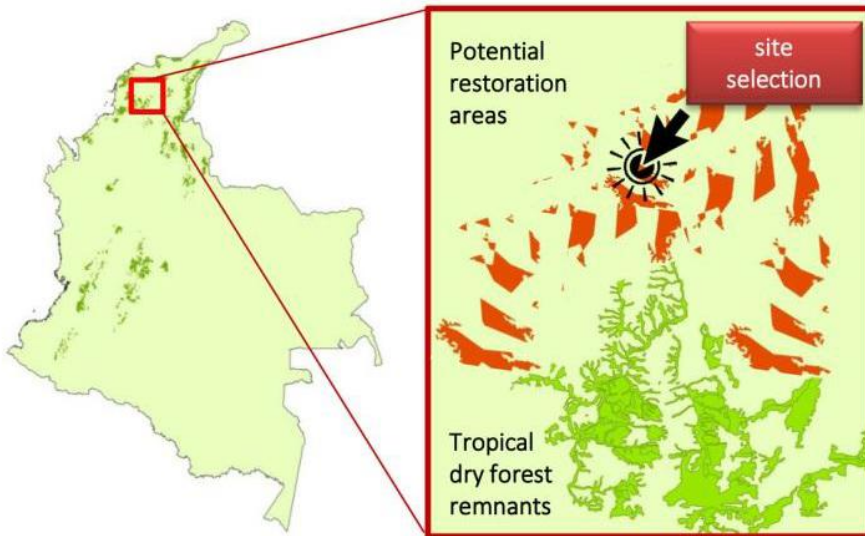 Potential
restoration
areas
site
selection
Tropical
dry forest
remnants